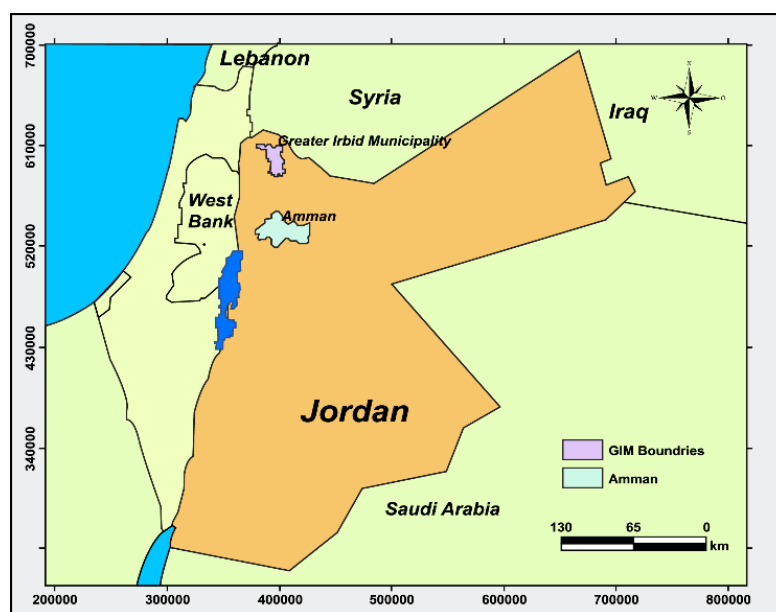 Lebanon
Syria
Iraq
Greater Irbid Municipality
West
Bank
Amman
Jordan
Saudi Arabia
GIM Boundries
Amman
130 65 0
km
700000
610000
520000
430000
340000
200000 300000 400000 500000 600000 700000 800000
W
S
O